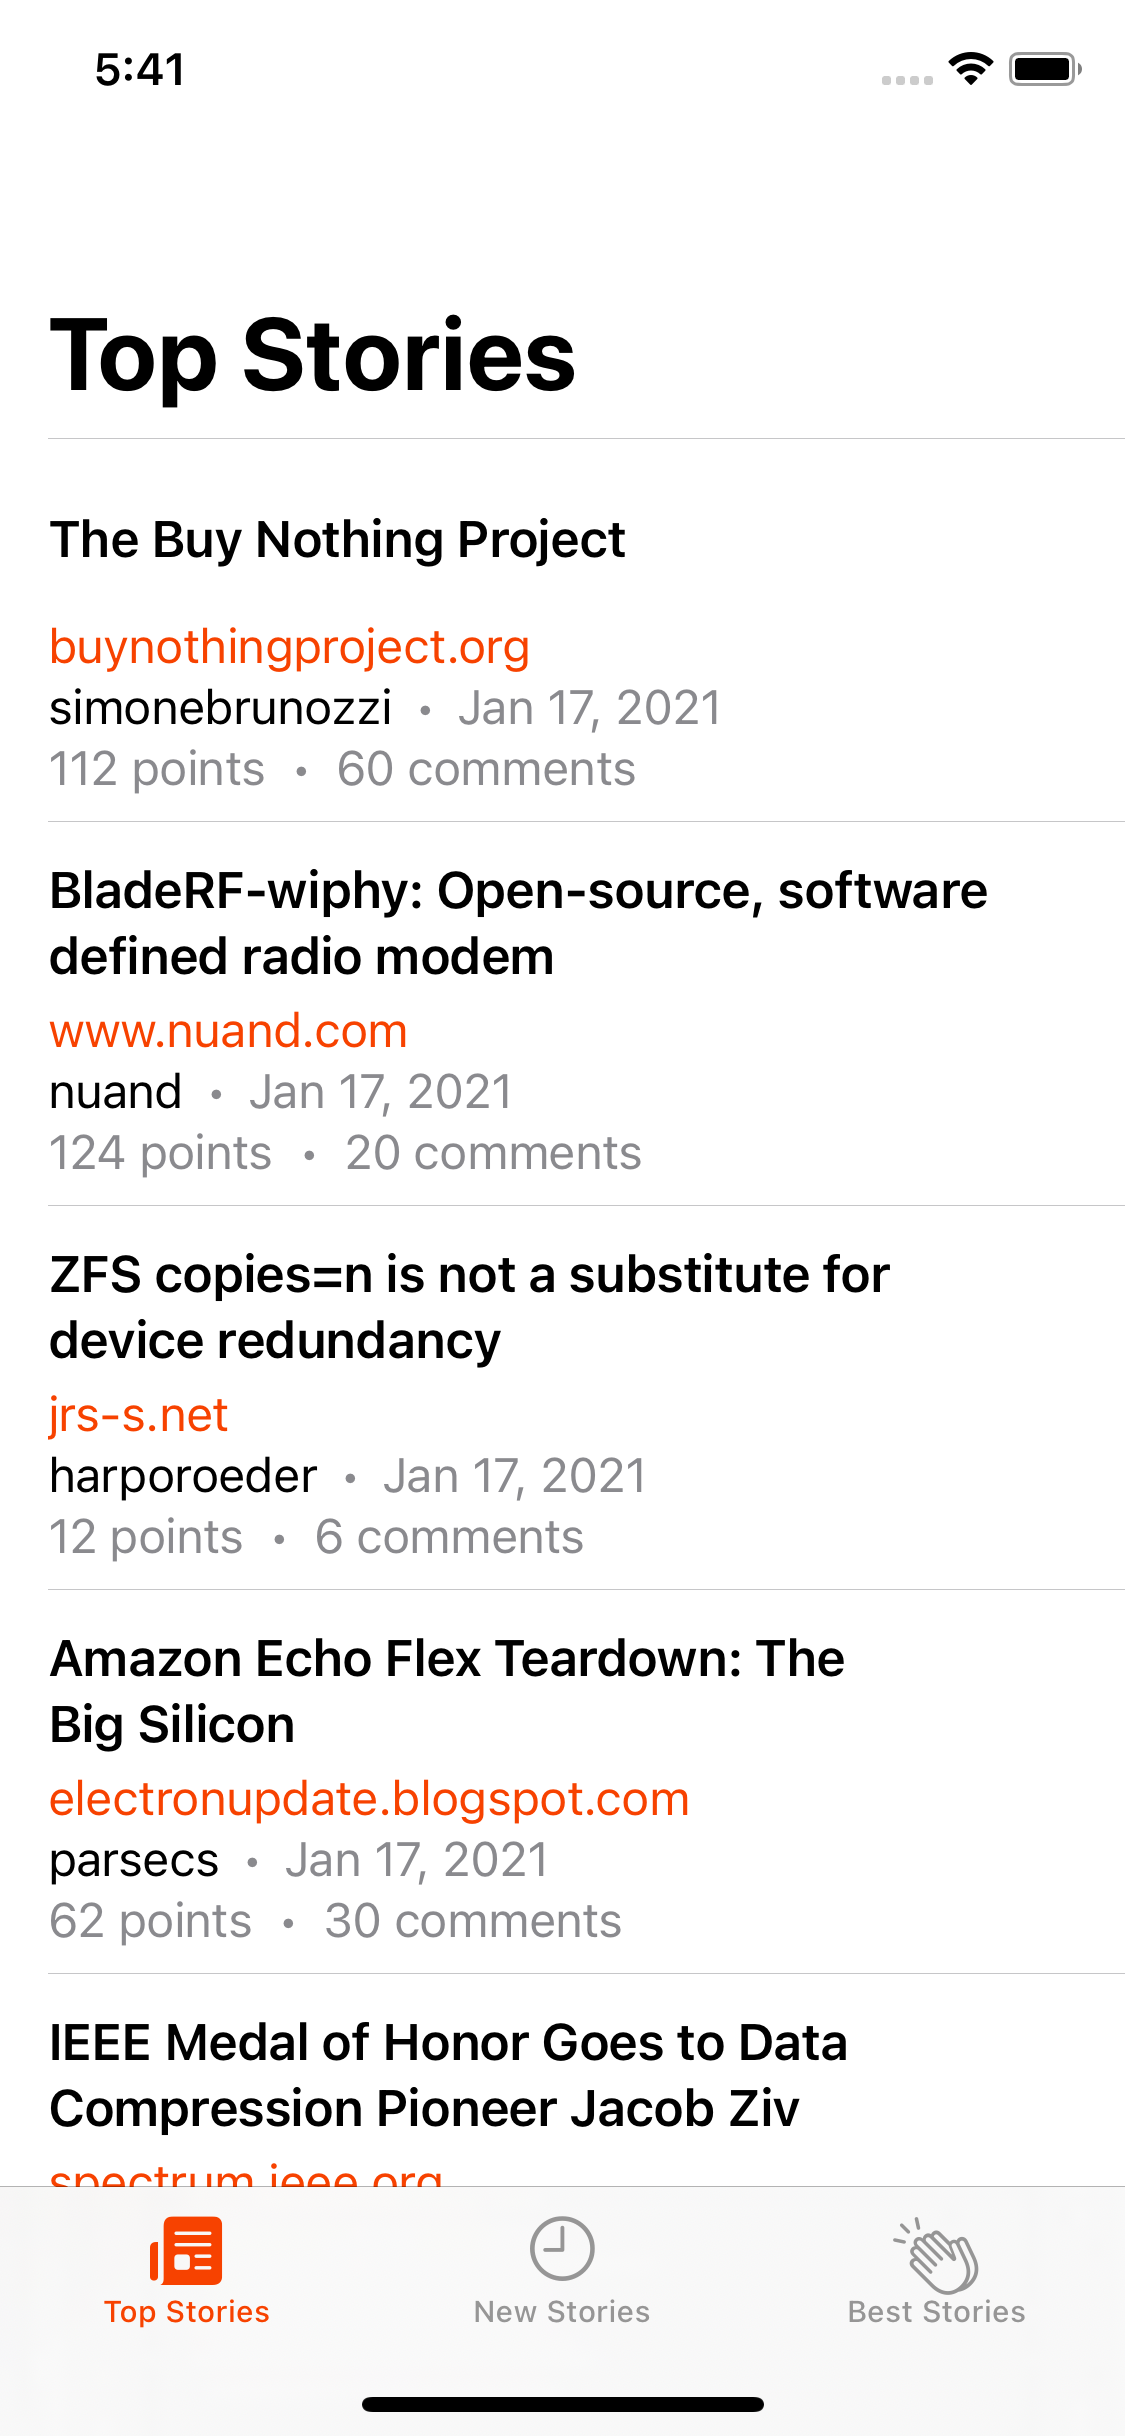 5:41
Top Stories
The Buy Nothing Project
buynothingproject.org
simonebrunozzi • Jan 17, 2021
112 points • 60 comments
BladeRF-wiphy: Open-source, software
defined radio modem
www.nuand.com
nuand • Jan 17, 2021
124 points • 20 comments
ZFS copies=n is not a substitute for
device redundancy
jrs-s.net
harporoeder • Jan 17, 2021
12 points • 6 comments
Amazon Echo Flex Teardown: The
Big Silicon
electronupdate.blogspot.com
parsecs • Jan 17, 2021
62 points • 30 comments
IEEE Medal of Honor Goes to Data
Compression Pioneer Jacob Ziv
spectrum.ieee.org
Top Stories
New Stories
Best Stories